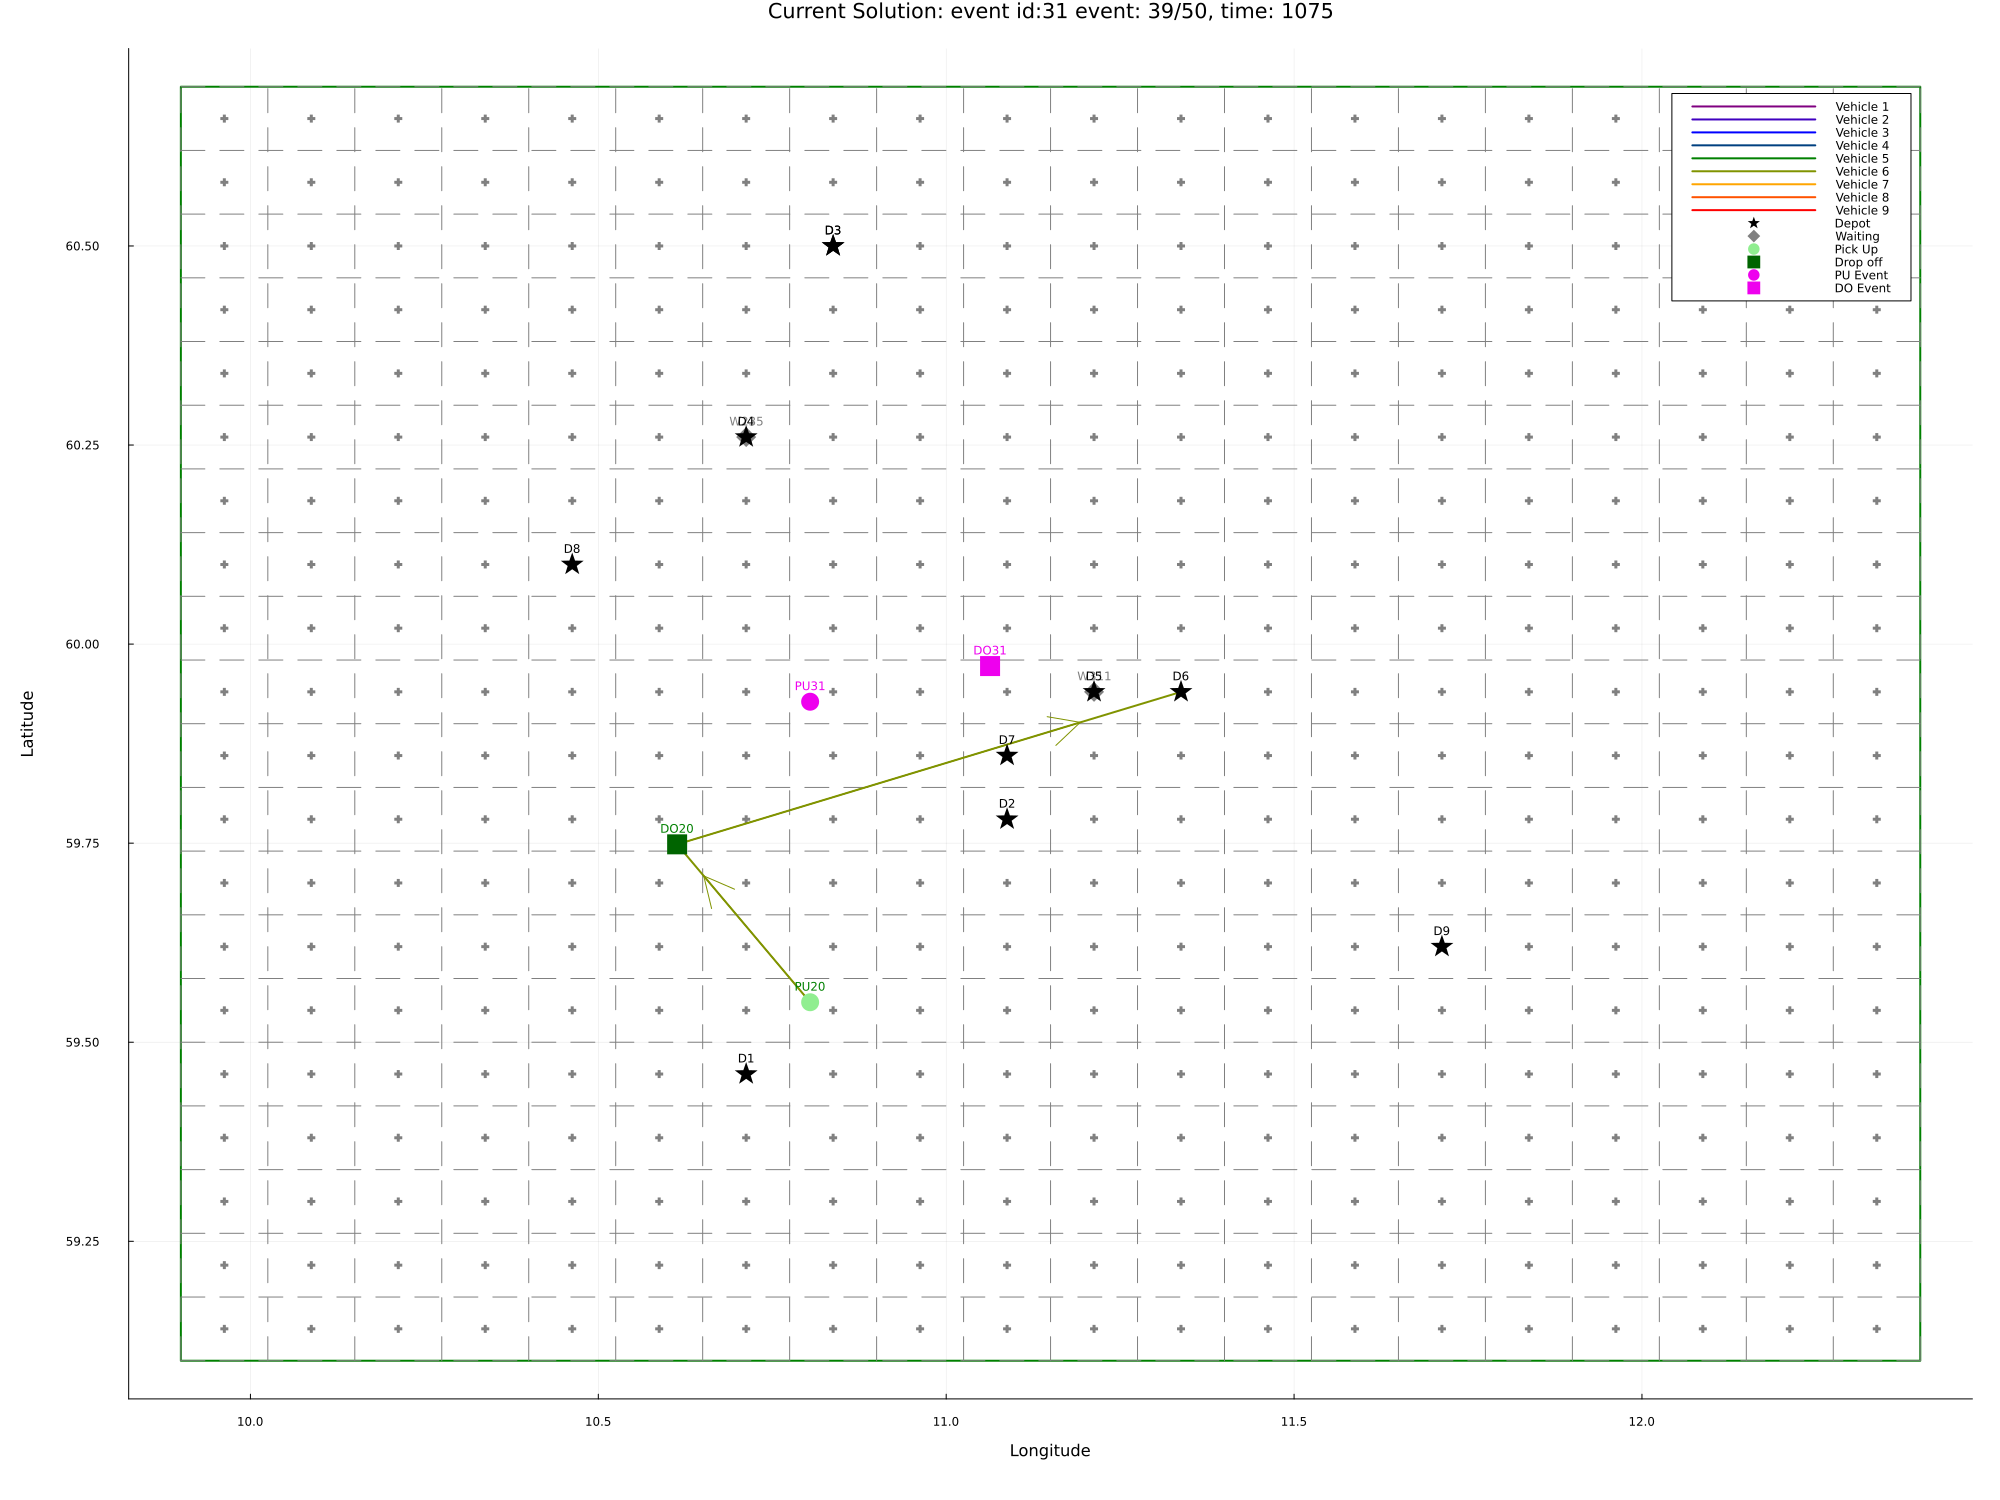 Current Solution: event id:31 event: 39/50, time: 1075
Vehicle 1
Vehicle 2
Vehicle 3
Vehicle 4
Vehicle 5
Vehicle 6
Vehicle 7
Vehicle 8
Vehicle 9
Depot
Waiting
Pick Up
Drop off
PU Event
DO Event
D3
D4
D8
DO31
D5
D6
PU31
D7
D2
DO20
D9
PU20
D1
60.50
60.25
60.00
59.75
59.50
59.25
Latitude
10.0
10.5
11.0
11.5
12.0
Longitude